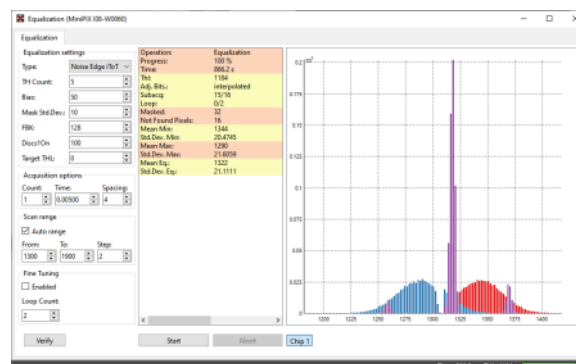 Equalization (MiniPIX I08-W0060)
Equalization
Equalization settings
Type: Noise Edge iToT
TH Count: 5
Bias: 50
Mask Std.Dev.: 10
FBK: 128
Discs1On 100
Target THL: 0
Acquisition options
Count: Time: Spacing:
1 0.00500 4
Scan range
Auto range
From: To: Step:
1300 1900 2
Fine Tuning
Enabled
Loop Count:
2
Verify
Operation: Equalization
Progress: 100 %
Time: 866.2 s
THl: 1184
Adj. Bits.: interpolated
Subacq: 15/16
Loop: 0/2
Masked: 32
Not Found Pixels: 16
Mean Min: 1344
Std.Dev. Min: 20.4745
Mean Max: 1290
Std.Dev. Max: 21.6059
Mean Eq.: 1322
Std.Dev. Eq.: 21.1111
Start Abort
Chip 1
0.2
0.175
0.15
0.125
0.1
0.075
0.05
0.025
1200 1225 1250 1275 1300 1325 1350 1375 1400